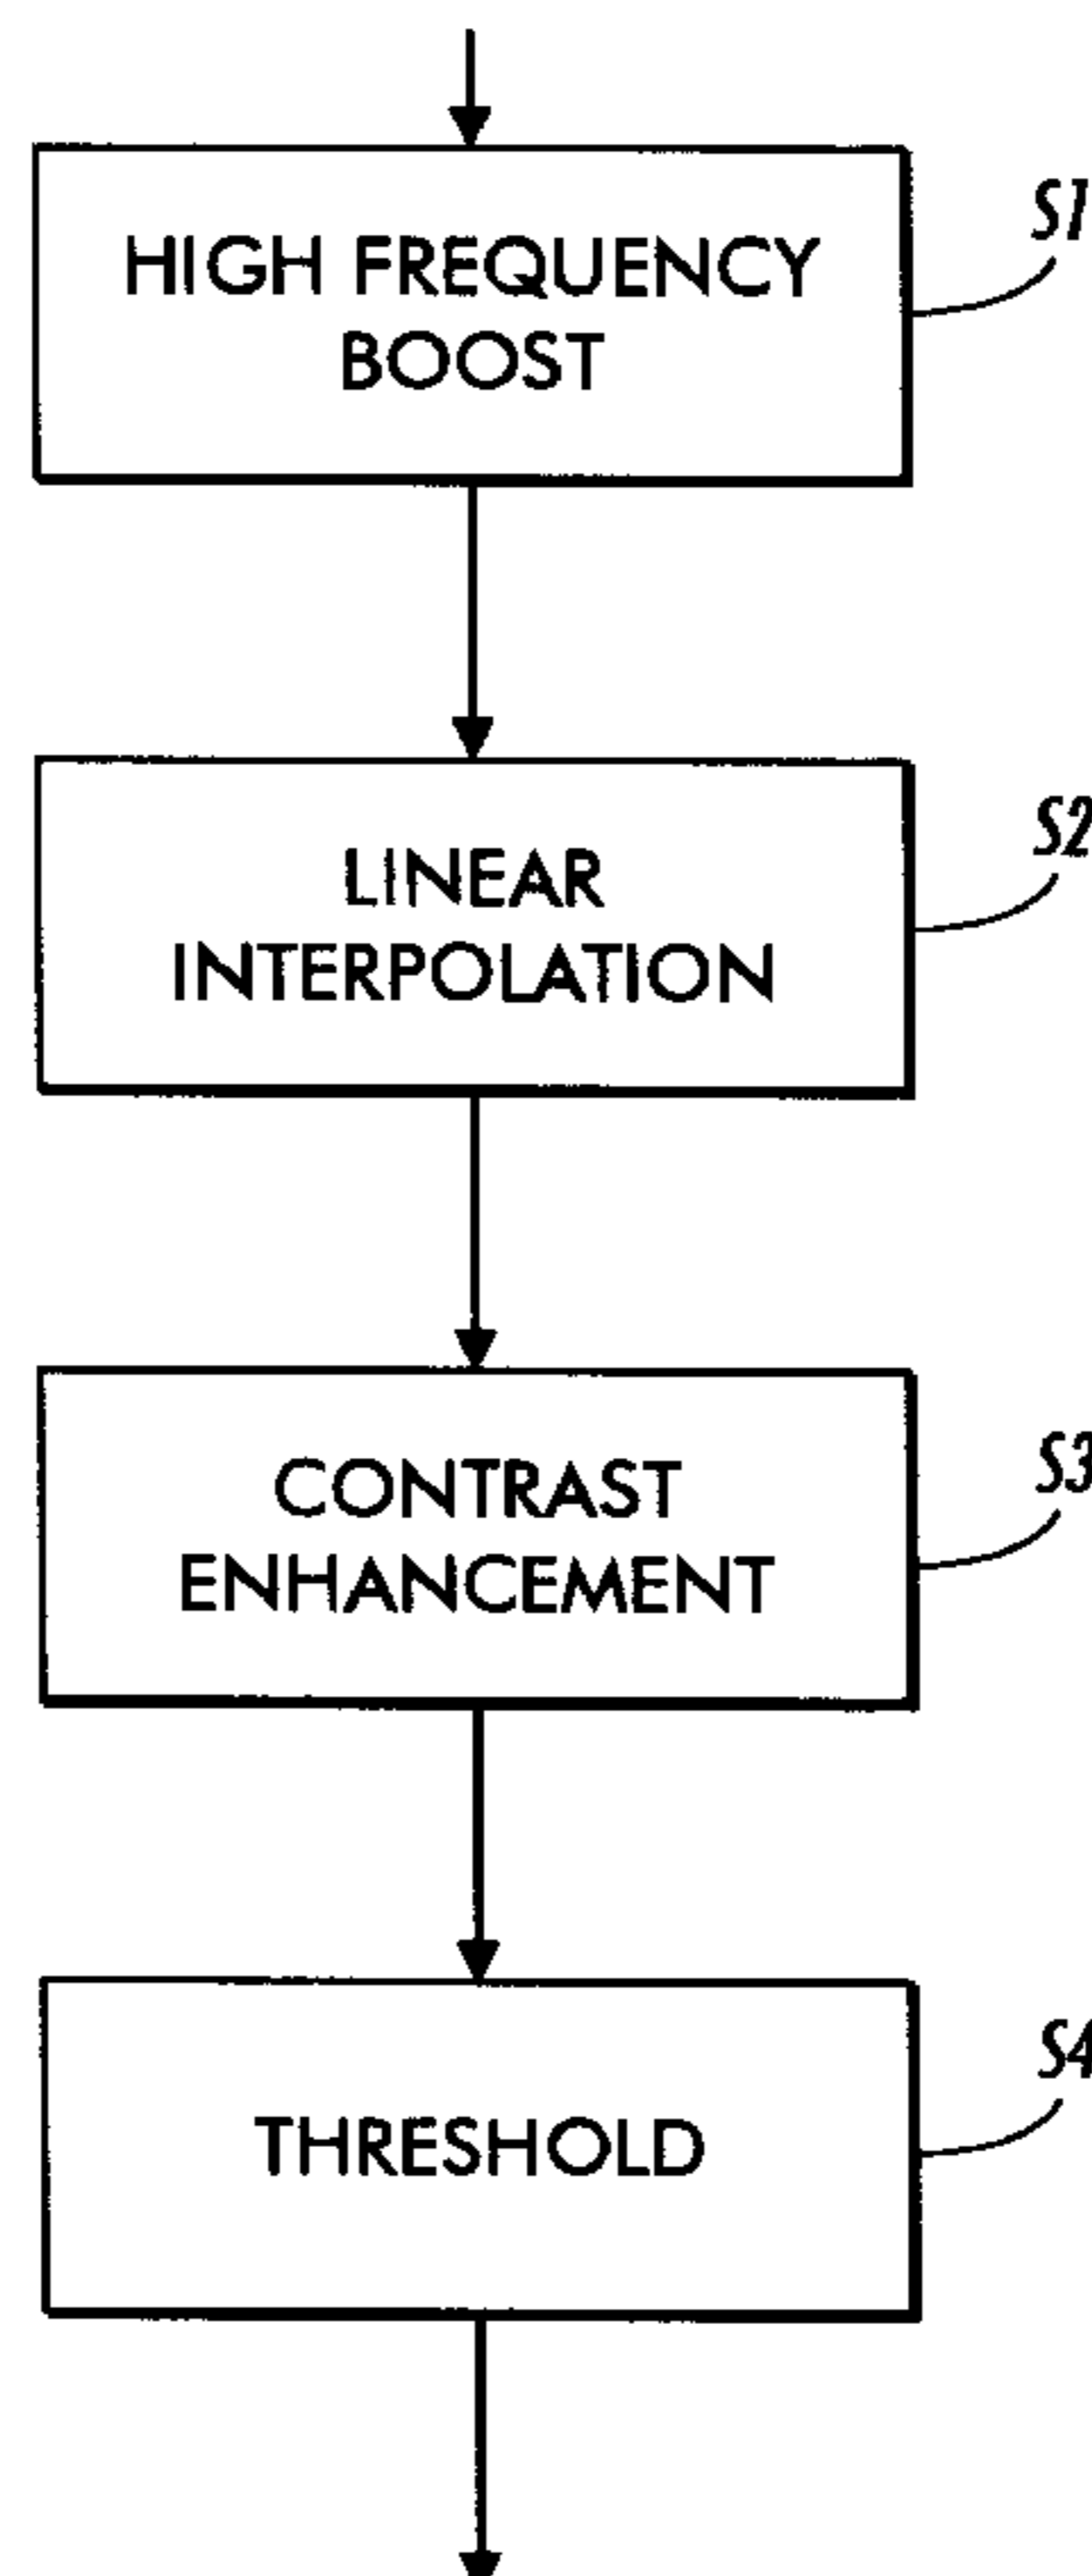 HIGH FREQUENCY
BOOST
S1
LINEAR
INTERPOLATION
S2
CONTRAST
ENHANCEMENT
S3
THRESHOLD
S4